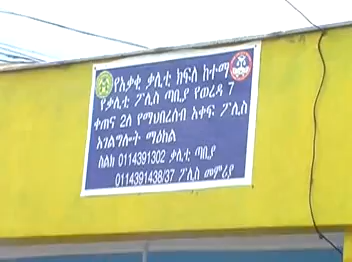 የአቃቂ ቃሊቲ ክፍለ ከተማ
የቃሊቲ ፖሊስ ጣቢያ የወረዳ 7
ቀጠና 2ለ የማህበረሰብ አቀፍ ፖሊስ
አገልግሎት ማዕከል
ስልክ 0114391302 ቃሊቲ ጣቢያ
0114391438/37 ፖሊስ መምሪያ